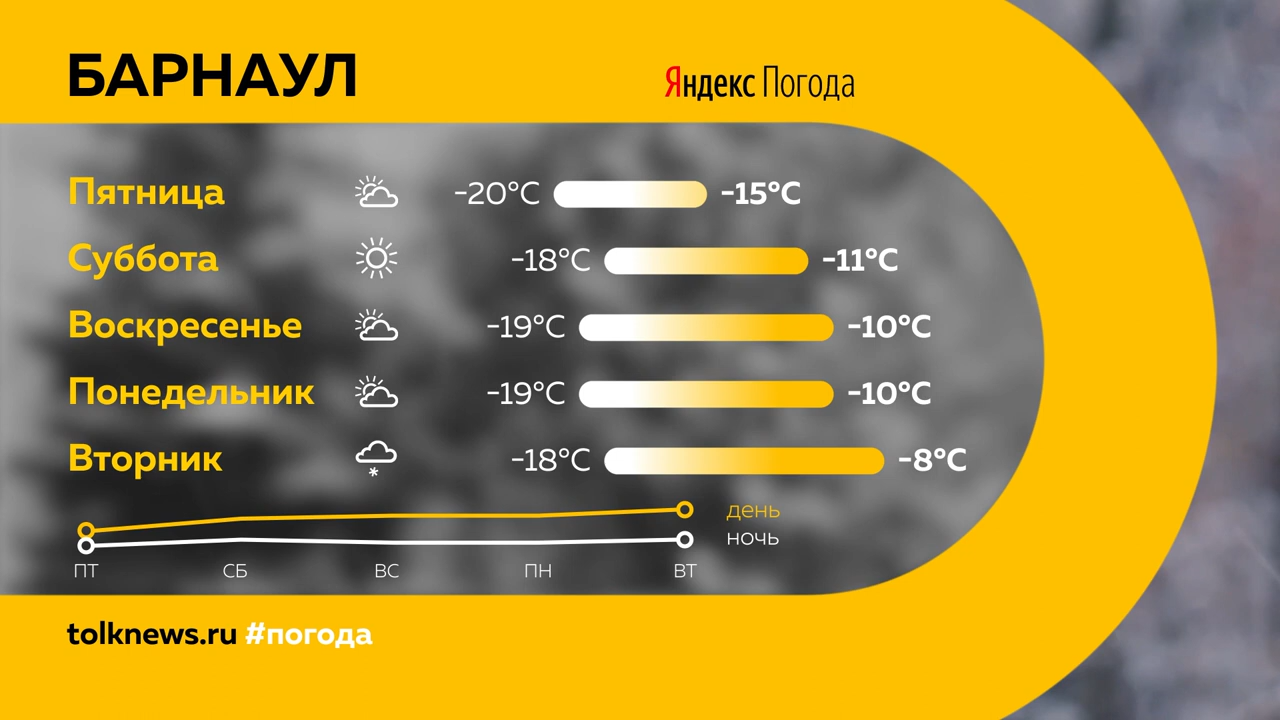 БАРНАУЛ
Яндекс Погода
Пятница -20°C -15°C
Суббота -18°C -11°C
Воскресенье -19°C -10°C
Понедельник -19°C -10°C
Вторник -18°C -8°C
день
ночь
ПТ СБ ВС ПН ВТ
tolknews.ru #погода